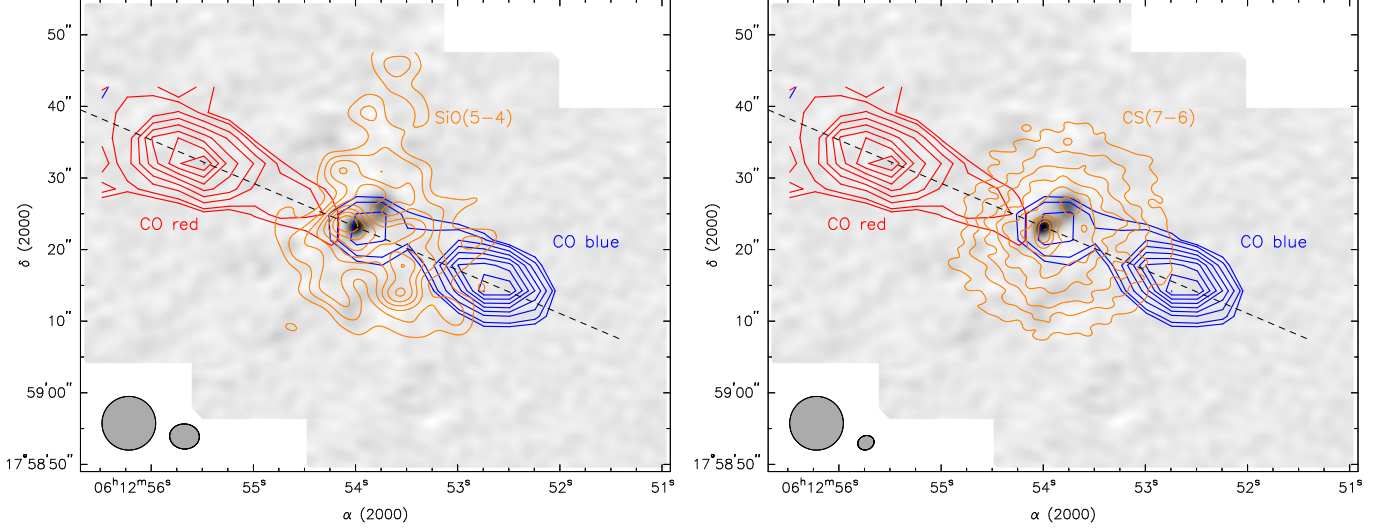 50″
40″
30″
20″
10″
59′00″
17°58′50″
δ (2000)
SiO(5−4)
CO red
CO blue
06ʰ12ᵐ56ˢ
55ˢ
54ˢ
53ˢ
52ˢ
51ˢ
α (2000)
50″
40″
30″
20″
10″
59′00″
17°58′50″
δ (2000)
CS(7−6)
CO red
CO blue
06ʰ12ᵐ56ˢ
55ˢ
54ˢ
53ˢ
52ˢ
51ˢ
α (2000)